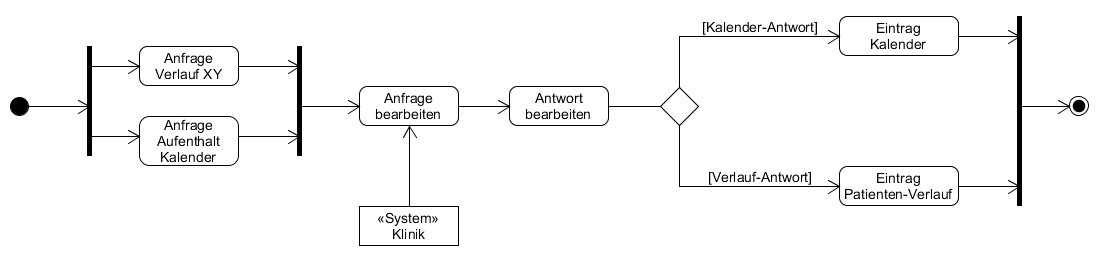 Anfrage
Verlauf XY
Anfrage
Aufenthalt
Kalender
Anfrage
bearbeiten
«System»
Klinik
Antwort
bearbeiten
[Kalender-Antwort]
Eintrag
Kalender
[Verlauf-Antwort]
Eintrag
Patienten-Verlauf